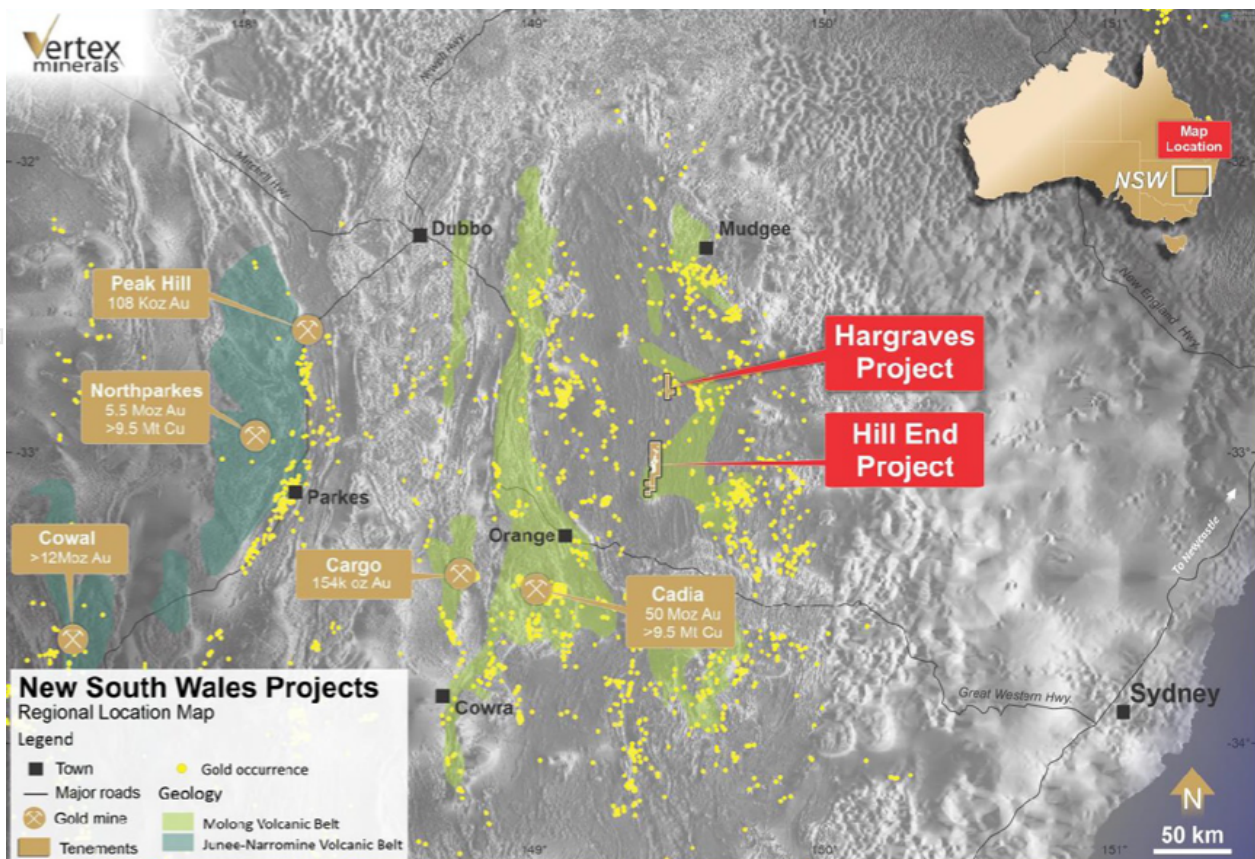 Vertex
minerals
148
149
150
151
Newell Hwy
Map
Location
NSW
-32
Mitchell Hwy
Dubbo
Mudgee
New England Hwy.
Peak Hill
108 Koz Au
Hargraves
Project
Northparkes
5.5 Moz Au
>9.5 Mt Cu
Hill End
Project
-33
-33
Parkes
Orange
To Newcastle
Cowal
>12Moz Au
Cargo
154k oz Au
Cadia
50 Moz Au
>9.5 Mt Cu
New South Wales Projects
Regional Location Map
Cowra
Great Western Hwy.
Sydney
Legend
Town
Gold occurrence
-34
Major roads
Geology
Gold mine
Molong Volcanic Belt
Tenements
Junee-Narromine Volcanic Belt
N
50 km
149
150
151